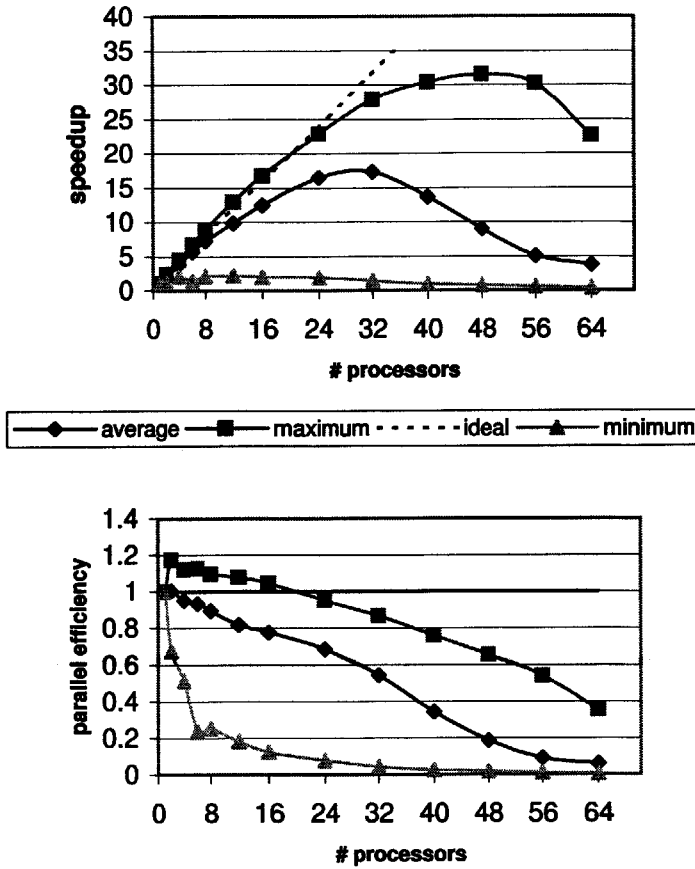 40
35
30
25
20
15
10
5
0
speedup
0 8 16 24 32 40 48 56 64
# processors
average maximum ideal minimum
1.4
1.2
1
0.8
0.6
0.4
0.2
0
parallel efficiency
0 8 16 24 32 40 48 56 64
# processors